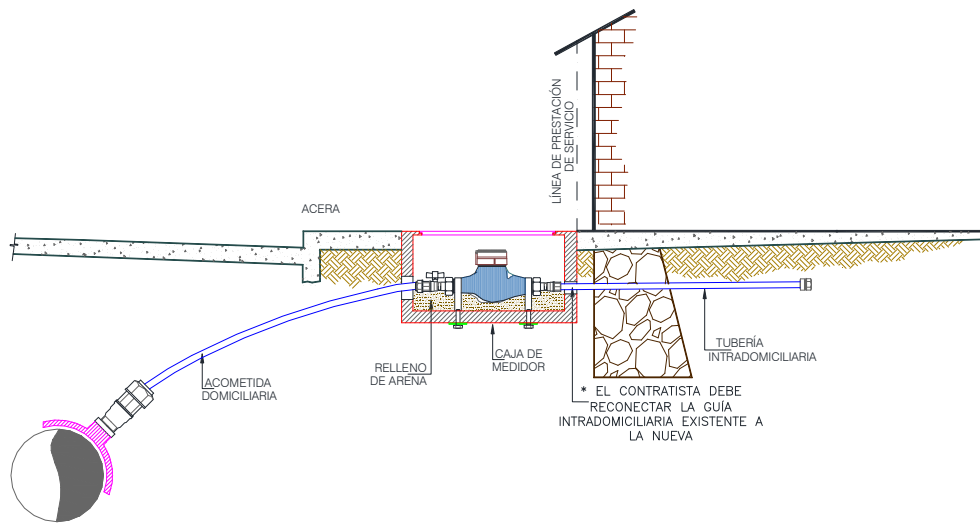 LÍNEA DE PRESTACIÓN
DE SERVICIO
ACERA
ACOMETIDA
DOMICILIARIA
RELLENO
DE ARENA
CAJA DE
MEDIDOR
TUBERÍA
INTRADOMICILIARIA
* EL CONTRATISTA DEBE
RECONECTAR LA GUÍA
INTRADOMICILIARIA EXISTENTE A
LA NUEVA